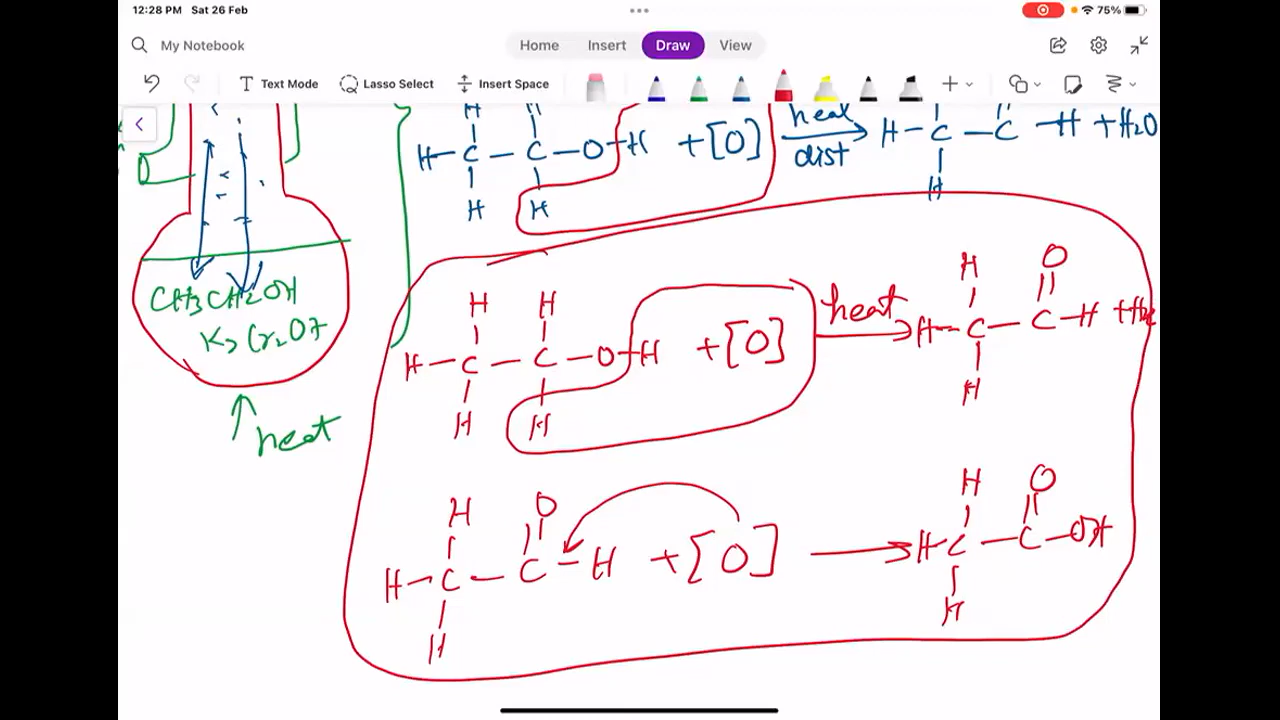 12:28 PM Sat 26 Feb
75%
My Notebook
Home Insert Draw View
Text Mode Lasso Select Insert Space
H H
H – C – C – O – H + [O] heat dist H – C – C – H + H2O
H H H
CH3CH2OH
K2Cr2O7
heat
H H
H – C – C – O – H + [O] heat H – C – C – H + H2
H H H
H O
H O
H – C – C – H + [O] → H – C – C – OH
H H
H O